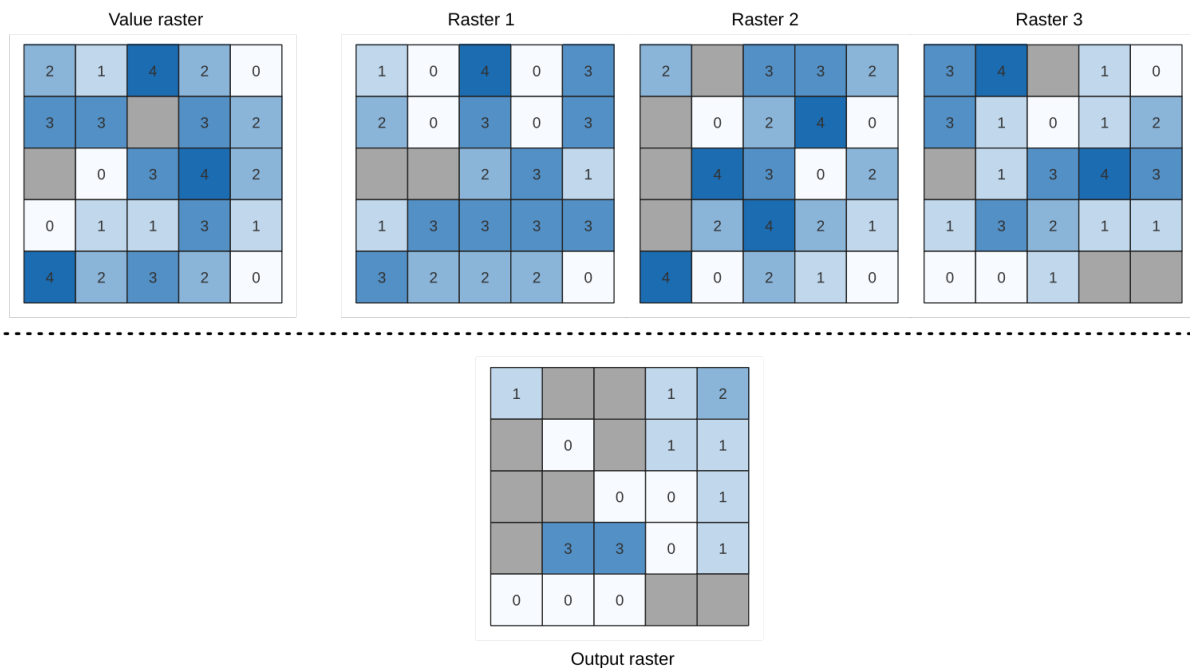 Value raster Raster 1 Raster 2 Raster 3
2 1 4 2 0 1 0 4 0 3 2 3 3 2 3 4 1 0
3 3 3 2 2 0 3 0 3 0 2 4 0 3 1 0 1 2
0 3 4 2 2 3 1 4 3 0 2 1 3 4 3
0 1 1 3 1 1 3 3 3 3 2 4 2 1 1 3 2 1 1
4 2 3 2 0 3 2 2 2 0 4 0 2 1 0 0 0 1
1 1 2
0 1 1
0 0 1
3 3 0 1
0 0 0
Output raster